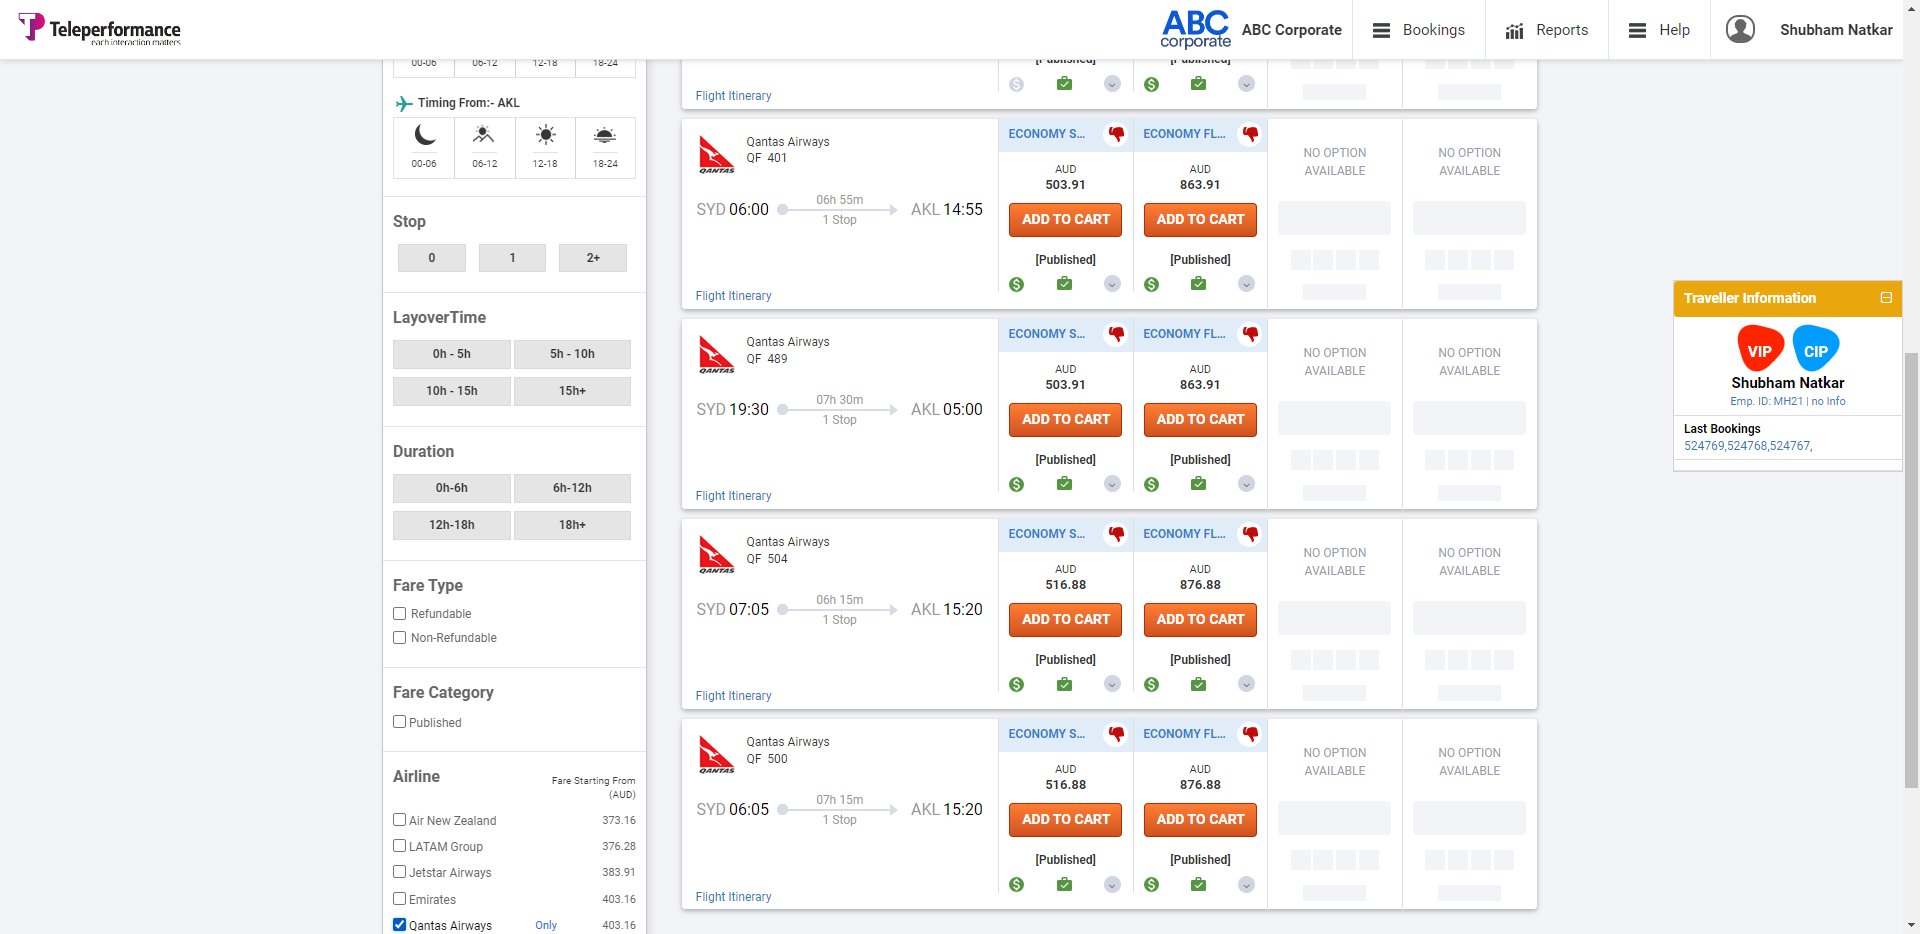 Teleperformance
each interaction matters
ABC
corporate
ABC Corporate
Bookings
Reports
Help
Shubham Natkar
00-06
06-12
12-18
18-24
Timing From:- AKL
00-06
06-12
12-18
18-24
Stop
0
1
2+
LayoverTime
0h - 5h
5h - 10h
10h - 15h
15h+
Duration
0h-6h
6h-12h
12h-18h
18h+
Fare Type
Refundable
Non-Refundable
Fare Category
Published
Airline
Fare Starting From
(AUD)
Air New Zealand 373.16
LATAM Group 376.28
Jetstar Airways 383.91
Emirates 403.16
Qantas Airways Only 403.16
[Published]
[Published]
Flight Itinerary
QANTAS
Qantas Airways
QF 401
SYD 06:00
06h 55m
1 Stop
AKL 14:55
Flight Itinerary
ECONOMY S...
AUD
503.91
ADD TO CART
[Published]
ECONOMY FL...
AUD
863.91
ADD TO CART
[Published]
NO OPTION
AVAILABLE
NO OPTION
AVAILABLE
QANTAS
Qantas Airways
QF 489
SYD 19:30
07h 30m
1 Stop
AKL 05:00
Flight Itinerary
ECONOMY S...
AUD
503.91
ADD TO CART
[Published]
ECONOMY FL...
AUD
863.91
ADD TO CART
[Published]
NO OPTION
AVAILABLE
NO OPTION
AVAILABLE
QANTAS
Qantas Airways
QF 504
SYD 07:05
06h 15m
1 Stop
AKL 15:20
Flight Itinerary
ECONOMY S...
AUD
516.88
ADD TO CART
[Published]
ECONOMY FL...
AUD
876.88
ADD TO CART
[Published]
NO OPTION
AVAILABLE
NO OPTION
AVAILABLE
QANTAS
Qantas Airways
QF 500
SYD 06:05
07h 15m
1 Stop
AKL 15:20
Flight Itinerary
ECONOMY S...
AUD
516.88
ADD TO CART
[Published]
ECONOMY FL...
AUD
876.88
ADD TO CART
[Published]
NO OPTION
AVAILABLE
NO OPTION
AVAILABLE
Traveller Information
VIP
CIP
Shubham Natkar
Emp. ID: MH21 | no Info
Last Bookings
524769,524768,524767,